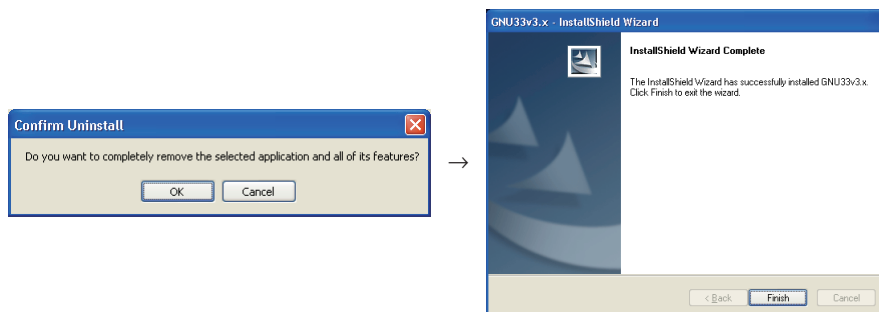 Confirm Uninstall
Do you want to completely remove the selected application and all of its features?
OK
Cancel
→
GNU33v3.x - InstallShield Wizard
InstallShield Wizard Complete
The InstallShield Wizard has successfully installed GNU33v3.x.
Click Finish to exit the wizard.
< Back
Finish
Cancel